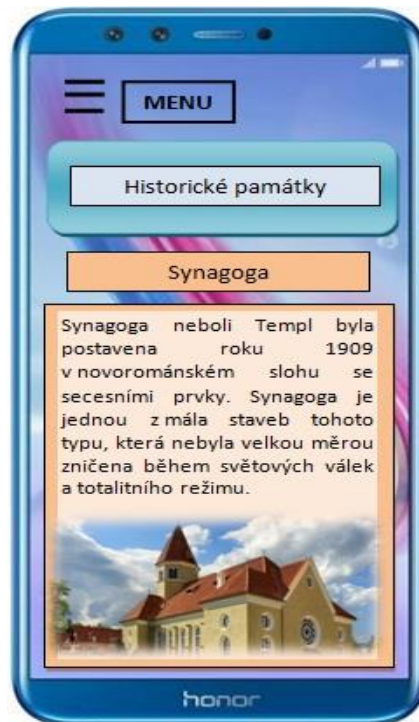 MENU
Historické památky
Synagoga
Synagoga neboli Templ byla
postavena roku 1909
v novorománském slohu se
secesními prvky. Synagoga je
jednou z mála staveb tohoto
typu, která nebyla velkou měrou
zničena během světových válek
a totalitního režimu.
honor